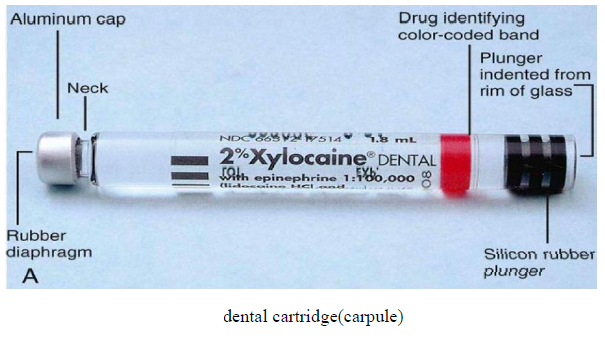 Aluminum cap
Drug identifying
color-coded band
Plunger
indented from
rim of glass
Neck
1.8 mL
2%Xylocaine® DENTAL
with epinephrine 1:100,000
08
Rubber
diaphragm
Silicon rubber
plunger
A
dental cartridge(carpule)